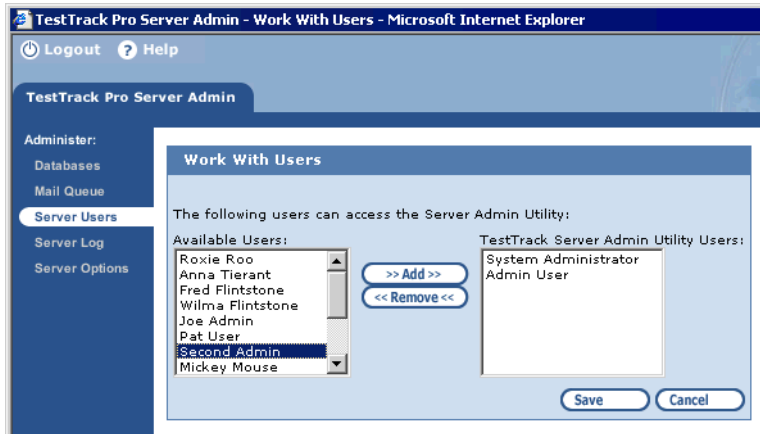 TestTrack Pro Server Admin - Work With Users - Microsoft Internet Explorer
Logout ? Help
TestTrack Pro Server Admin
Administer:
Databases
Mail Queue
Server Users
Server Log
Server Options
Work With Users
The following users can access the Server Admin Utility:
Available Users:
Roxie Roo
Anna Tierant
Fred Flintstone
Wilma Flintstone
Joe Admin
Pat User
Second Admin
Mickey Mouse
>> Add >>
<< Remove <<
TestTrack Server Admin Utility Users:
System Administrator
Admin User
Save
Cancel